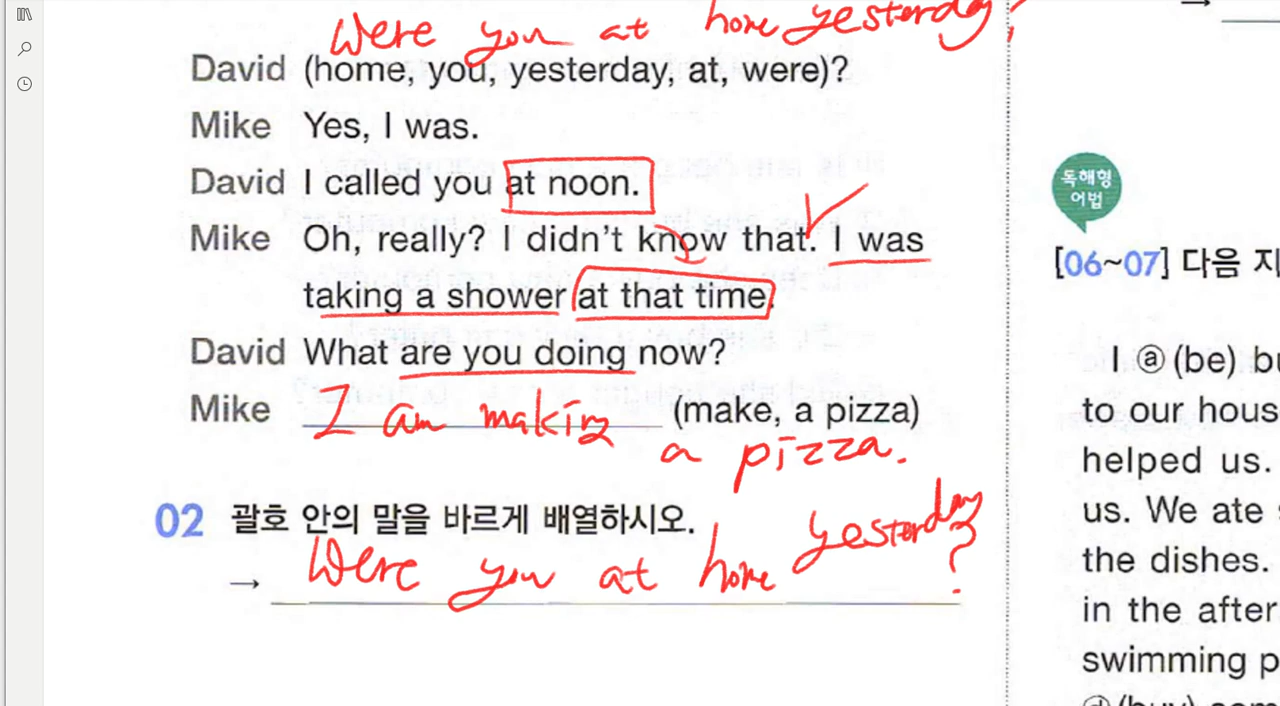 Were you at home yesterday?
David (home, you, yesterday, at, were)?
Mike Yes, I was.
David I called you at noon.
Mike Oh, really? I didn't know that. I was
taking a shower at that time.
David What are you doing now?
Mike I am making (make, a pizza)
a pizza.
02 괄호 안의 말을 바르게 배열하시오.
→ Were you at home yesterday?
→
독해형
어법
[06~07] 다음 지
I ⓐ (be) bu
to our hous
helped us.
us. We ate
the dishes.
in the after
swimming p
ⓓ (buy) som